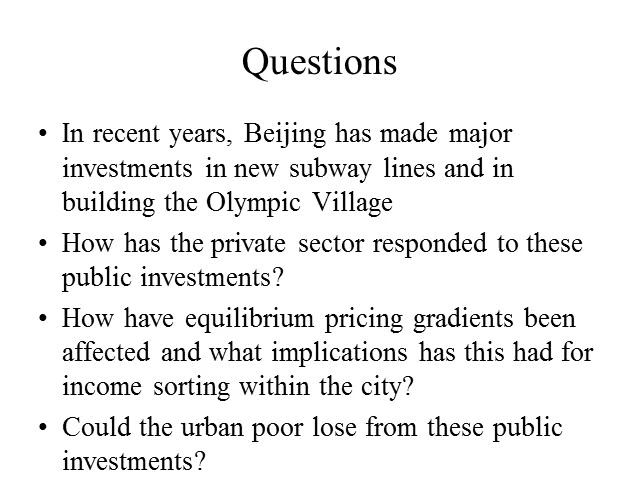 Questions
• In recent years, Beijing has made major
investments in new subway lines and in
building the Olympic Village
• How has the private sector responded to these
public investments?
• How have equilibrium pricing gradients been
affected and what implications has this had for
income sorting within the city?
• Could the urban poor lose from these public
investments?